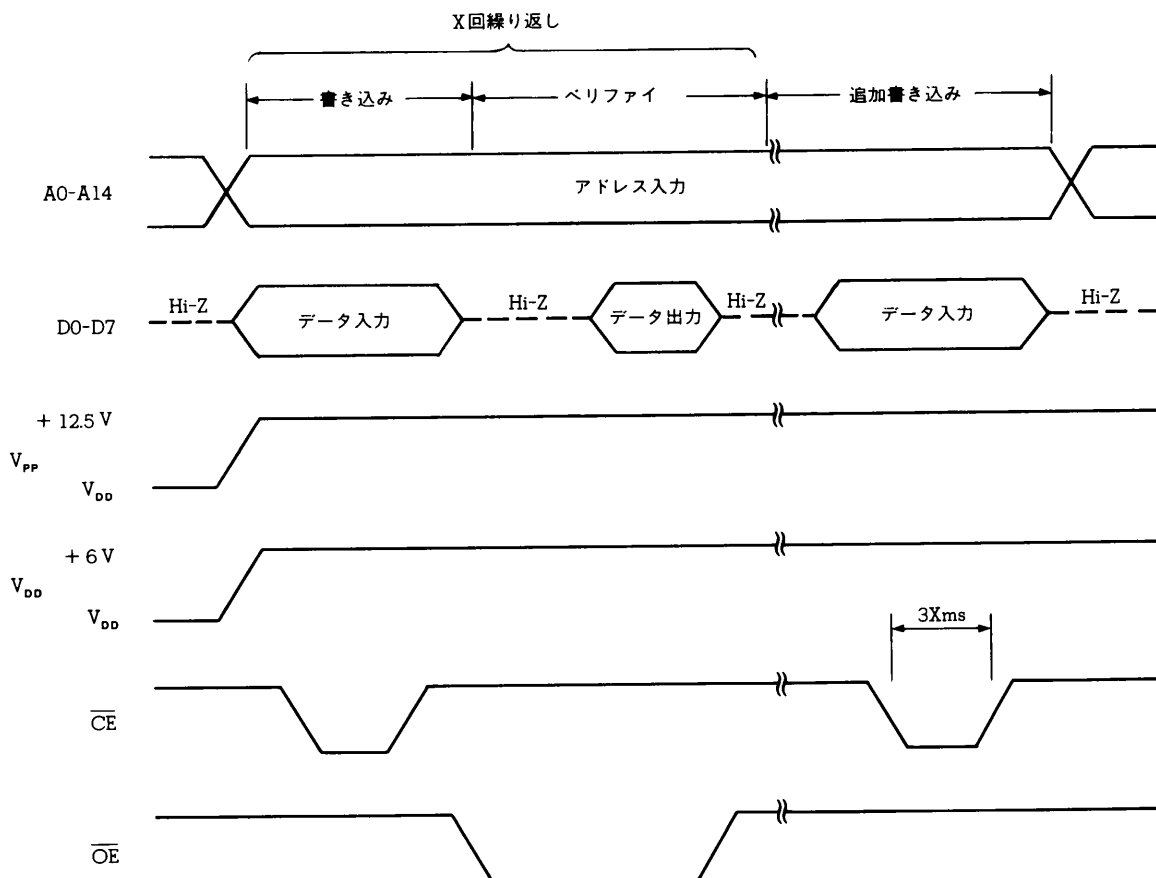 X回繰り返し
書き込み
ベリファイ
追加書き込み
A0-A14
アドレス入力
D0-D7
Hi-Z
データ入力
Hi-Z
データ出力
Hi-Z
データ入力
Hi-Z
+12.5V
VPP
VDD
+6V
VDD
VDD
3Xms
CE
OE